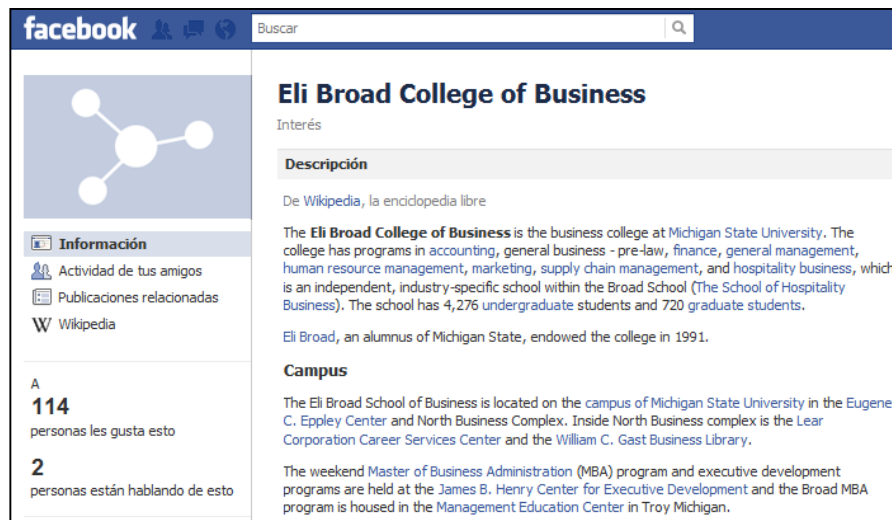 facebook
Buscar
Eli Broad College of Business
Interés
Descripción
De Wikipedia, la enciclopedia libre
The Eli Broad College of Business is the business college at Michigan State University. The
college has programs in accounting, general business - pre-law, finance, general management,
human resource management, marketing, supply chain management, and hospitality business, which
is an independent, industry-specific school within the Broad School (The School of Hospitality
Business). The school has 4,276 undergraduate students and 720 graduate students.
Eli Broad, an alumnus of Michigan State, endowed the college in 1991.
Campus
The Eli Broad School of Business is located on the campus of Michigan State University in the Eugene
C. Eppley Center and North Business Complex. Inside North Business complex is the Lear
Corporation Career Services Center and the William C. Gast Business Library.
The weekend Master of Business Administration (MBA) program and executive development
programs are held at the James B. Henry Center for Executive Development and the Broad MBA
program is housed in the Management Education Center in Troy Michigan.
Información
Actividad de tus amigos
Publicaciones relacionadas
W Wikipedia
A
114
personas les gusta esto
2
personas están hablando de esto